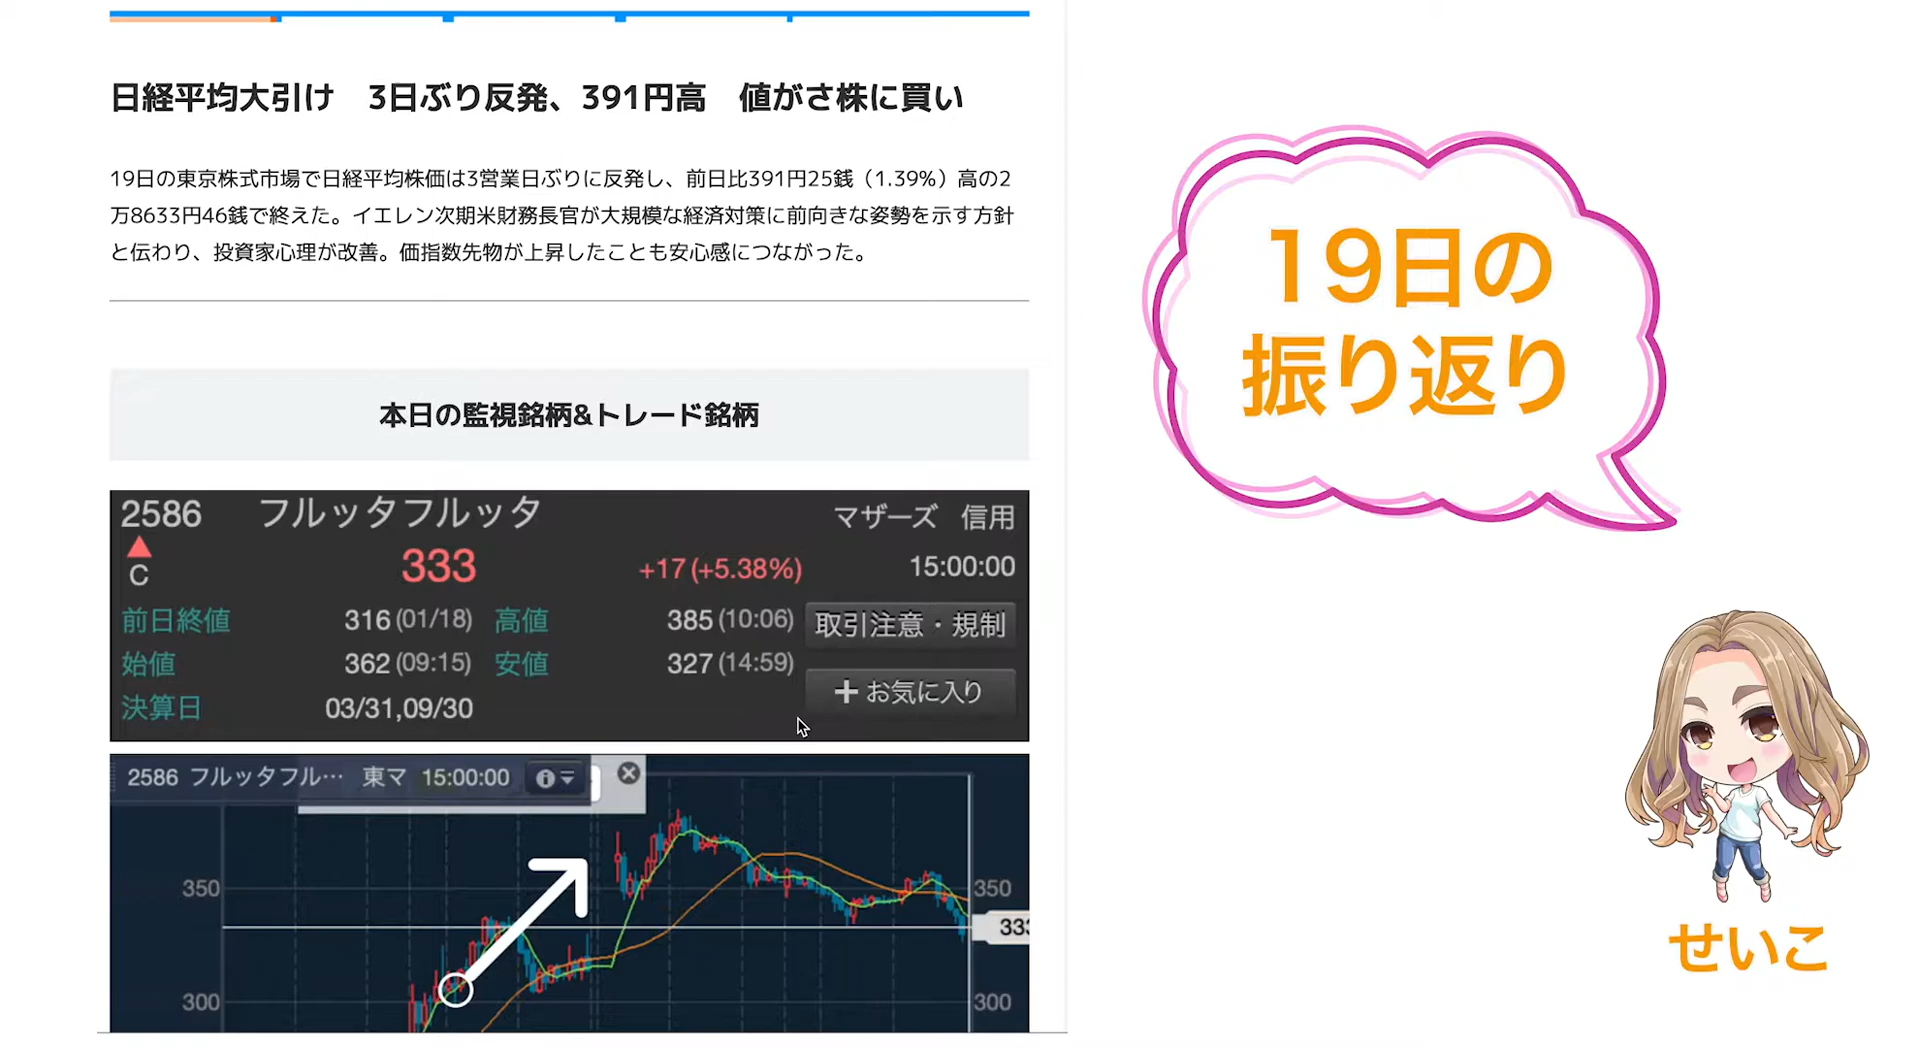 日経平均大引け　3日ぶり反発、391円高　値がさ株に買い
19日の東京株式市場で日経平均株価は3営業日ぶりに反発し、前日比391円25銭（1.39%）高の2
万8633円46銭で終えた。イエレン次期米財務長官が大規模な経済対策に前向きな姿勢を示す方針
と伝わり、投資家心理が改善。価指数先物が上昇したことも安心感につながった。
本日の監視銘柄&トレード銘柄
2586 フルッタフルッタ マザーズ 信用
▲ 333 +17(+5.38%) 15:00:00
C
前日終値 316(01/18) 高値 385(10:06) 取引注意・規制
始値 362(09:15) 安値 327(14:59)
+お気に入り
決算日 03/31,09/30
2586 フルッタフル… 東マ 15:00:00
350 350
333
300 300
19日の
振り返り
せいこ